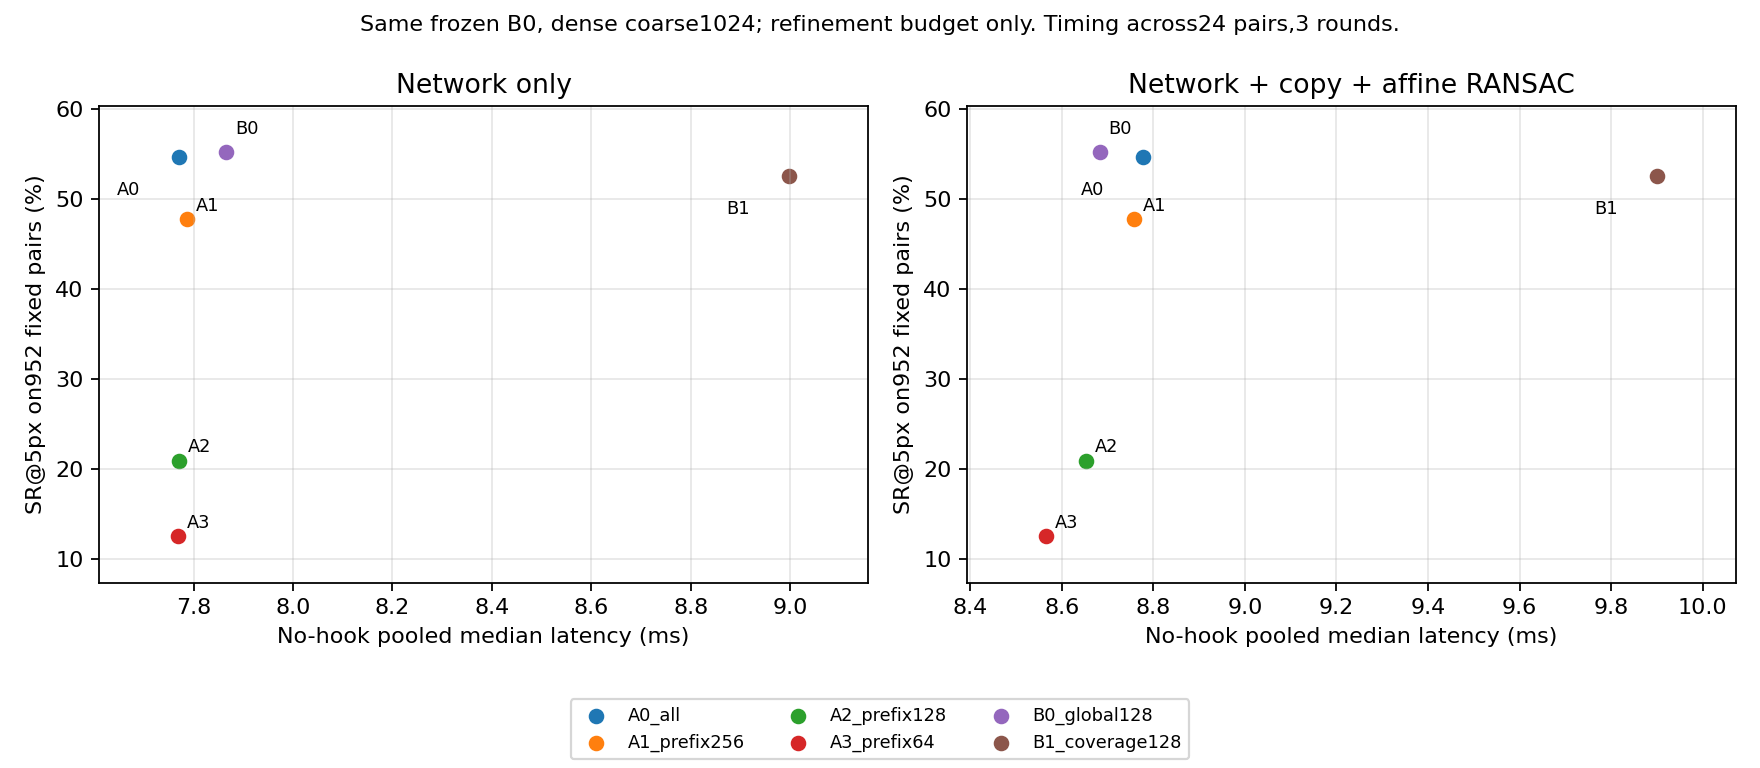 Same frozen B0, dense coarse1024; refinement budget only. Timing across24 pairs,3 rounds.
Network only
SR@5px on952 fixed pairs (%)
60
50
40
30
20
10
B0
A0
A1
B1
A2
A3
7.8 8.0 8.2 8.4 8.6 8.8 9.0
No-hook pooled median latency (ms)
Network + copy + affine RANSAC
SR@5px on952 fixed pairs (%)
60
50
40
30
20
10
B0
A0
A1
B1
A2
A3
8.4 8.6 8.8 9.0 9.2 9.4 9.6 9.8 10.0
No-hook pooled median latency (ms)
A0_all A2_prefix128 B0_global128
A1_prefix256 A3_prefix64 B1_coverage128